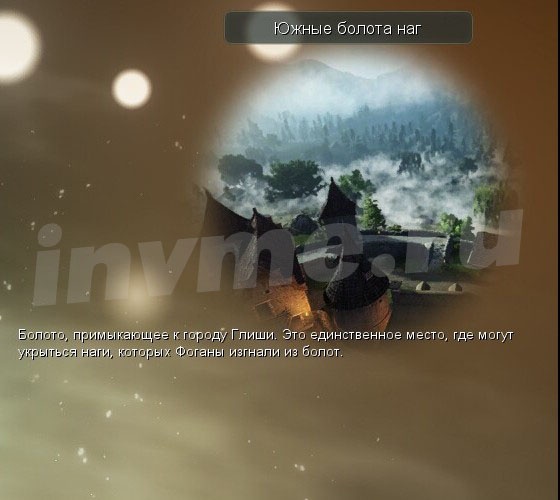 Южные болота наг
invme.ru
Болото, примыкающее к городу Глиши. Это единственное место, где могут
укрыться наги, которых Фоганы изгнали из болот.